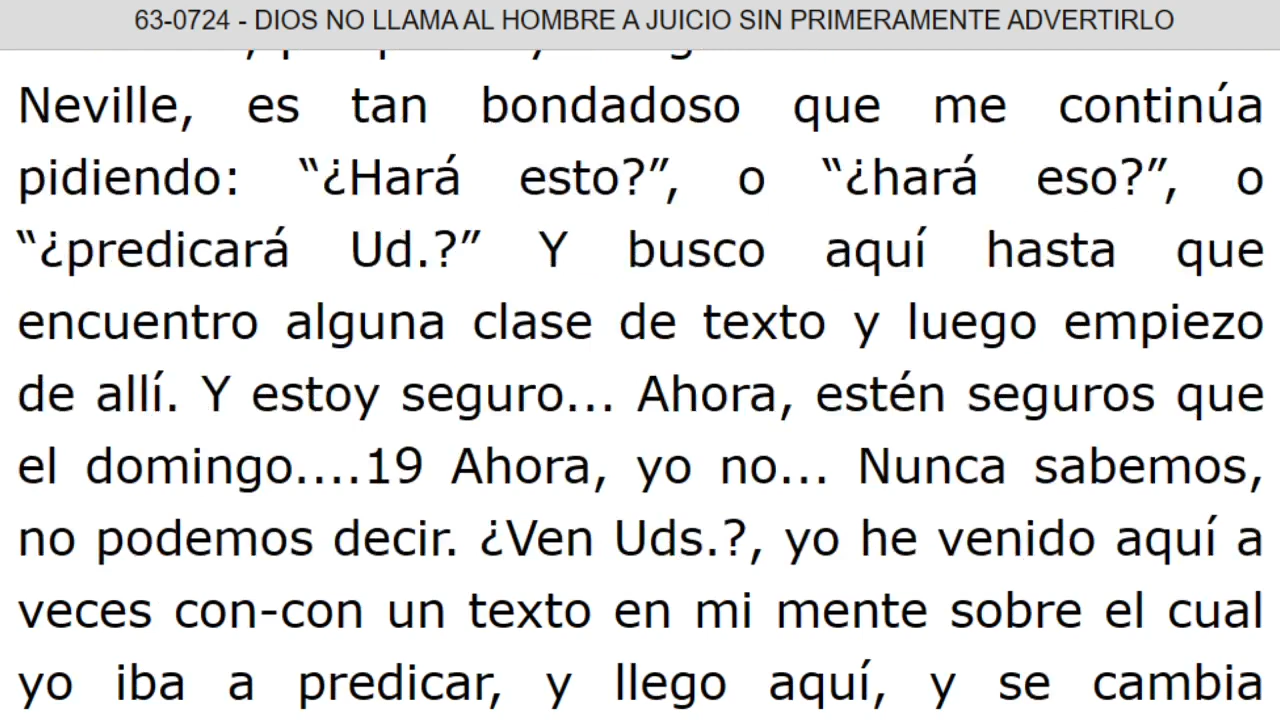 63-0724 - DIOS NO LLAMA AL HOMBRE A JUICIO SIN PRIMERAMENTE ADVERTIRLO
Neville, es tan bondadoso que me continúa
pidiendo: “¿Hará esto?”, o “¿hará eso?”, o
“¿predicará Ud.?” Y busco aquí hasta que
encuentro alguna clase de texto y luego empiezo
de allí. Y estoy seguro... Ahora, estén seguros que
el domingo....19 Ahora, yo no... Nunca sabemos,
no podemos decir. ¿Ven Uds.?, yo he venido aquí a
veces con-con un texto en mi mente sobre el cual
yo iba a predicar, y llego aquí, y se cambia